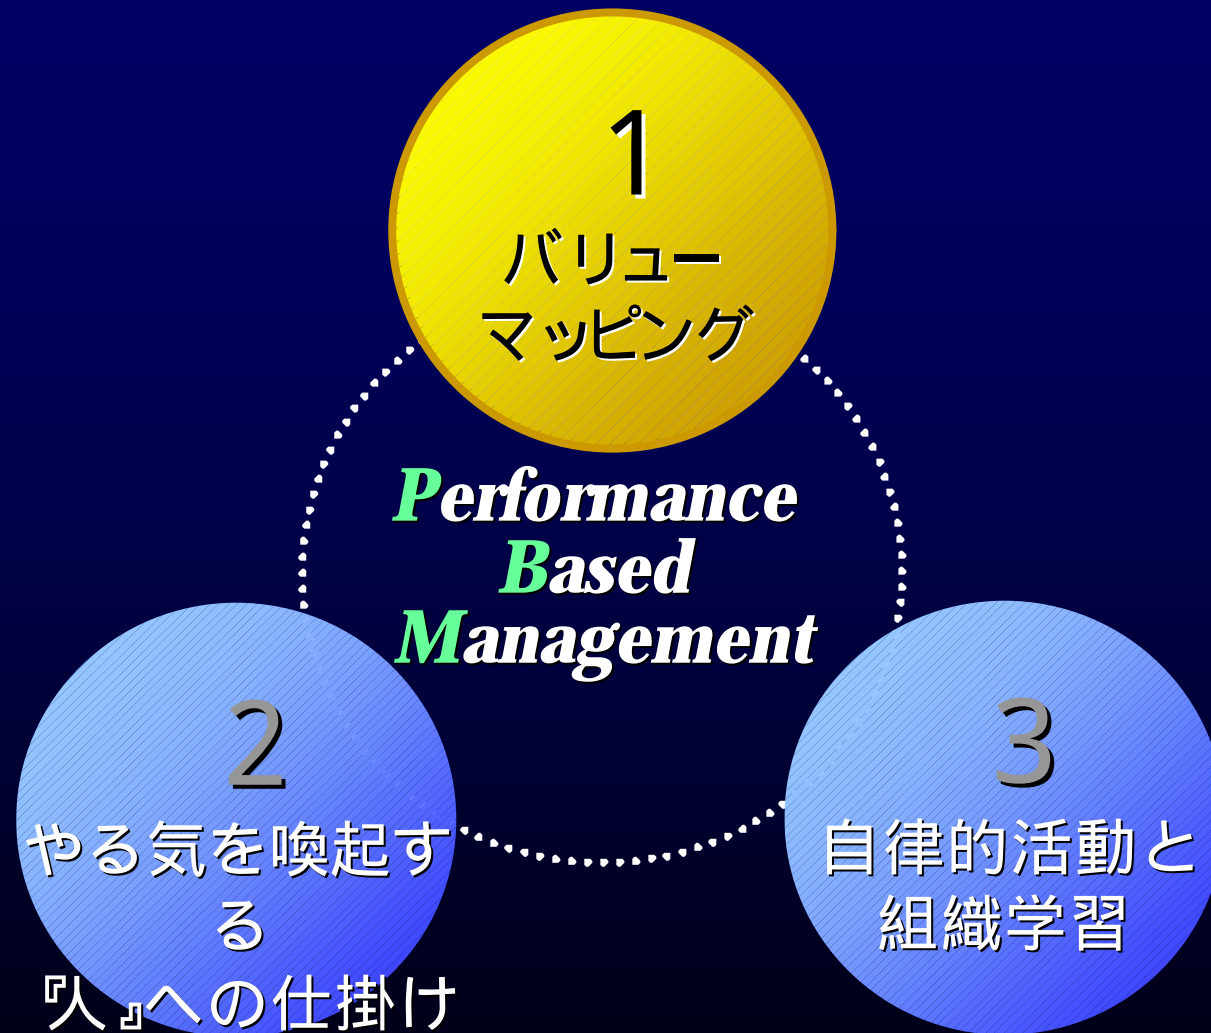 1
バリュー
マッピング
Performance
Based
Management
2
やる気を喚起す
る
『人』への仕掛け
3
自律的活動と
組織学習